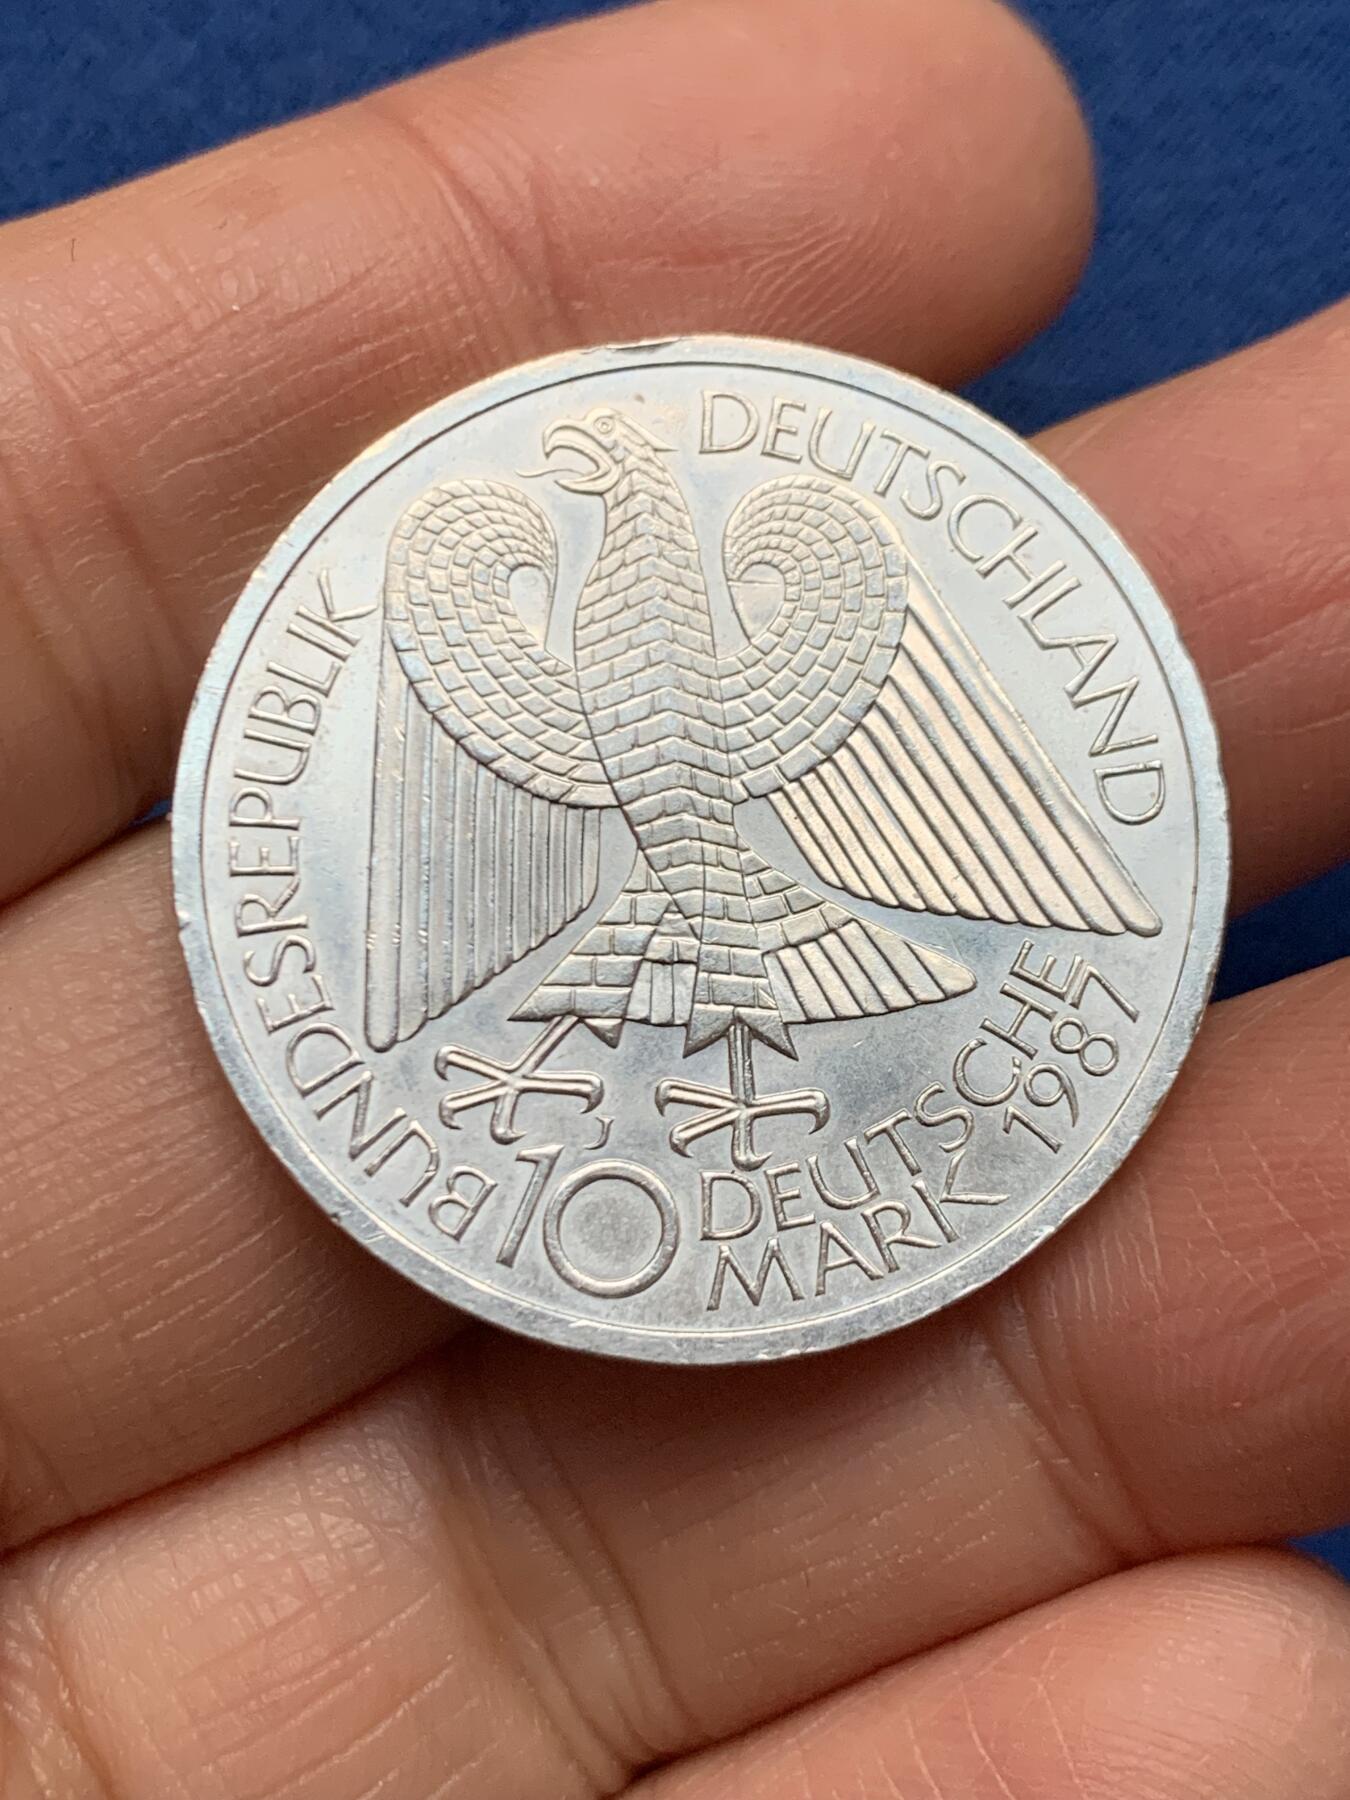 BUNDESREPUBLIK DEUTSCHLAND
J
10 DEUTSCHE
MARK 1987